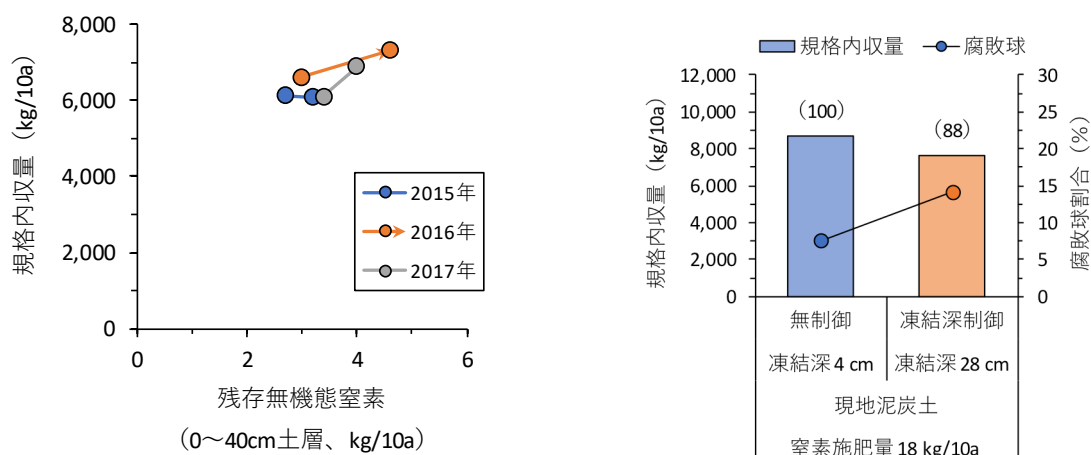 8,000
6,000
4,000
2,000
0
規格内収量（kg/10a）
2015年
2016年
2017年
0
2
4
6
残存無機態窒素
（0～40cm土層、kg/10a）
規格内収量
腐敗球
12,000
10,000
8,000
6,000
4,000
2,000
0
規格内収量（kg/10a）
（100）
（88）
30
25
20
15
10
5
0
腐敗球割合（%）
無制御
凍結深制御
凍結深 4 cm
凍結深 28 cm
現地泥炭土
窒素施肥量 18 kg/10a